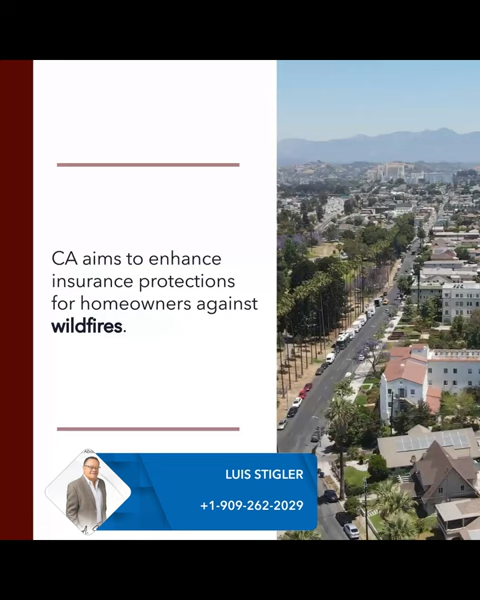 CA aims to enhance
insurance protections
for homeowners against
wildfires.
LUIS STIGLER
+1-909-262-2029